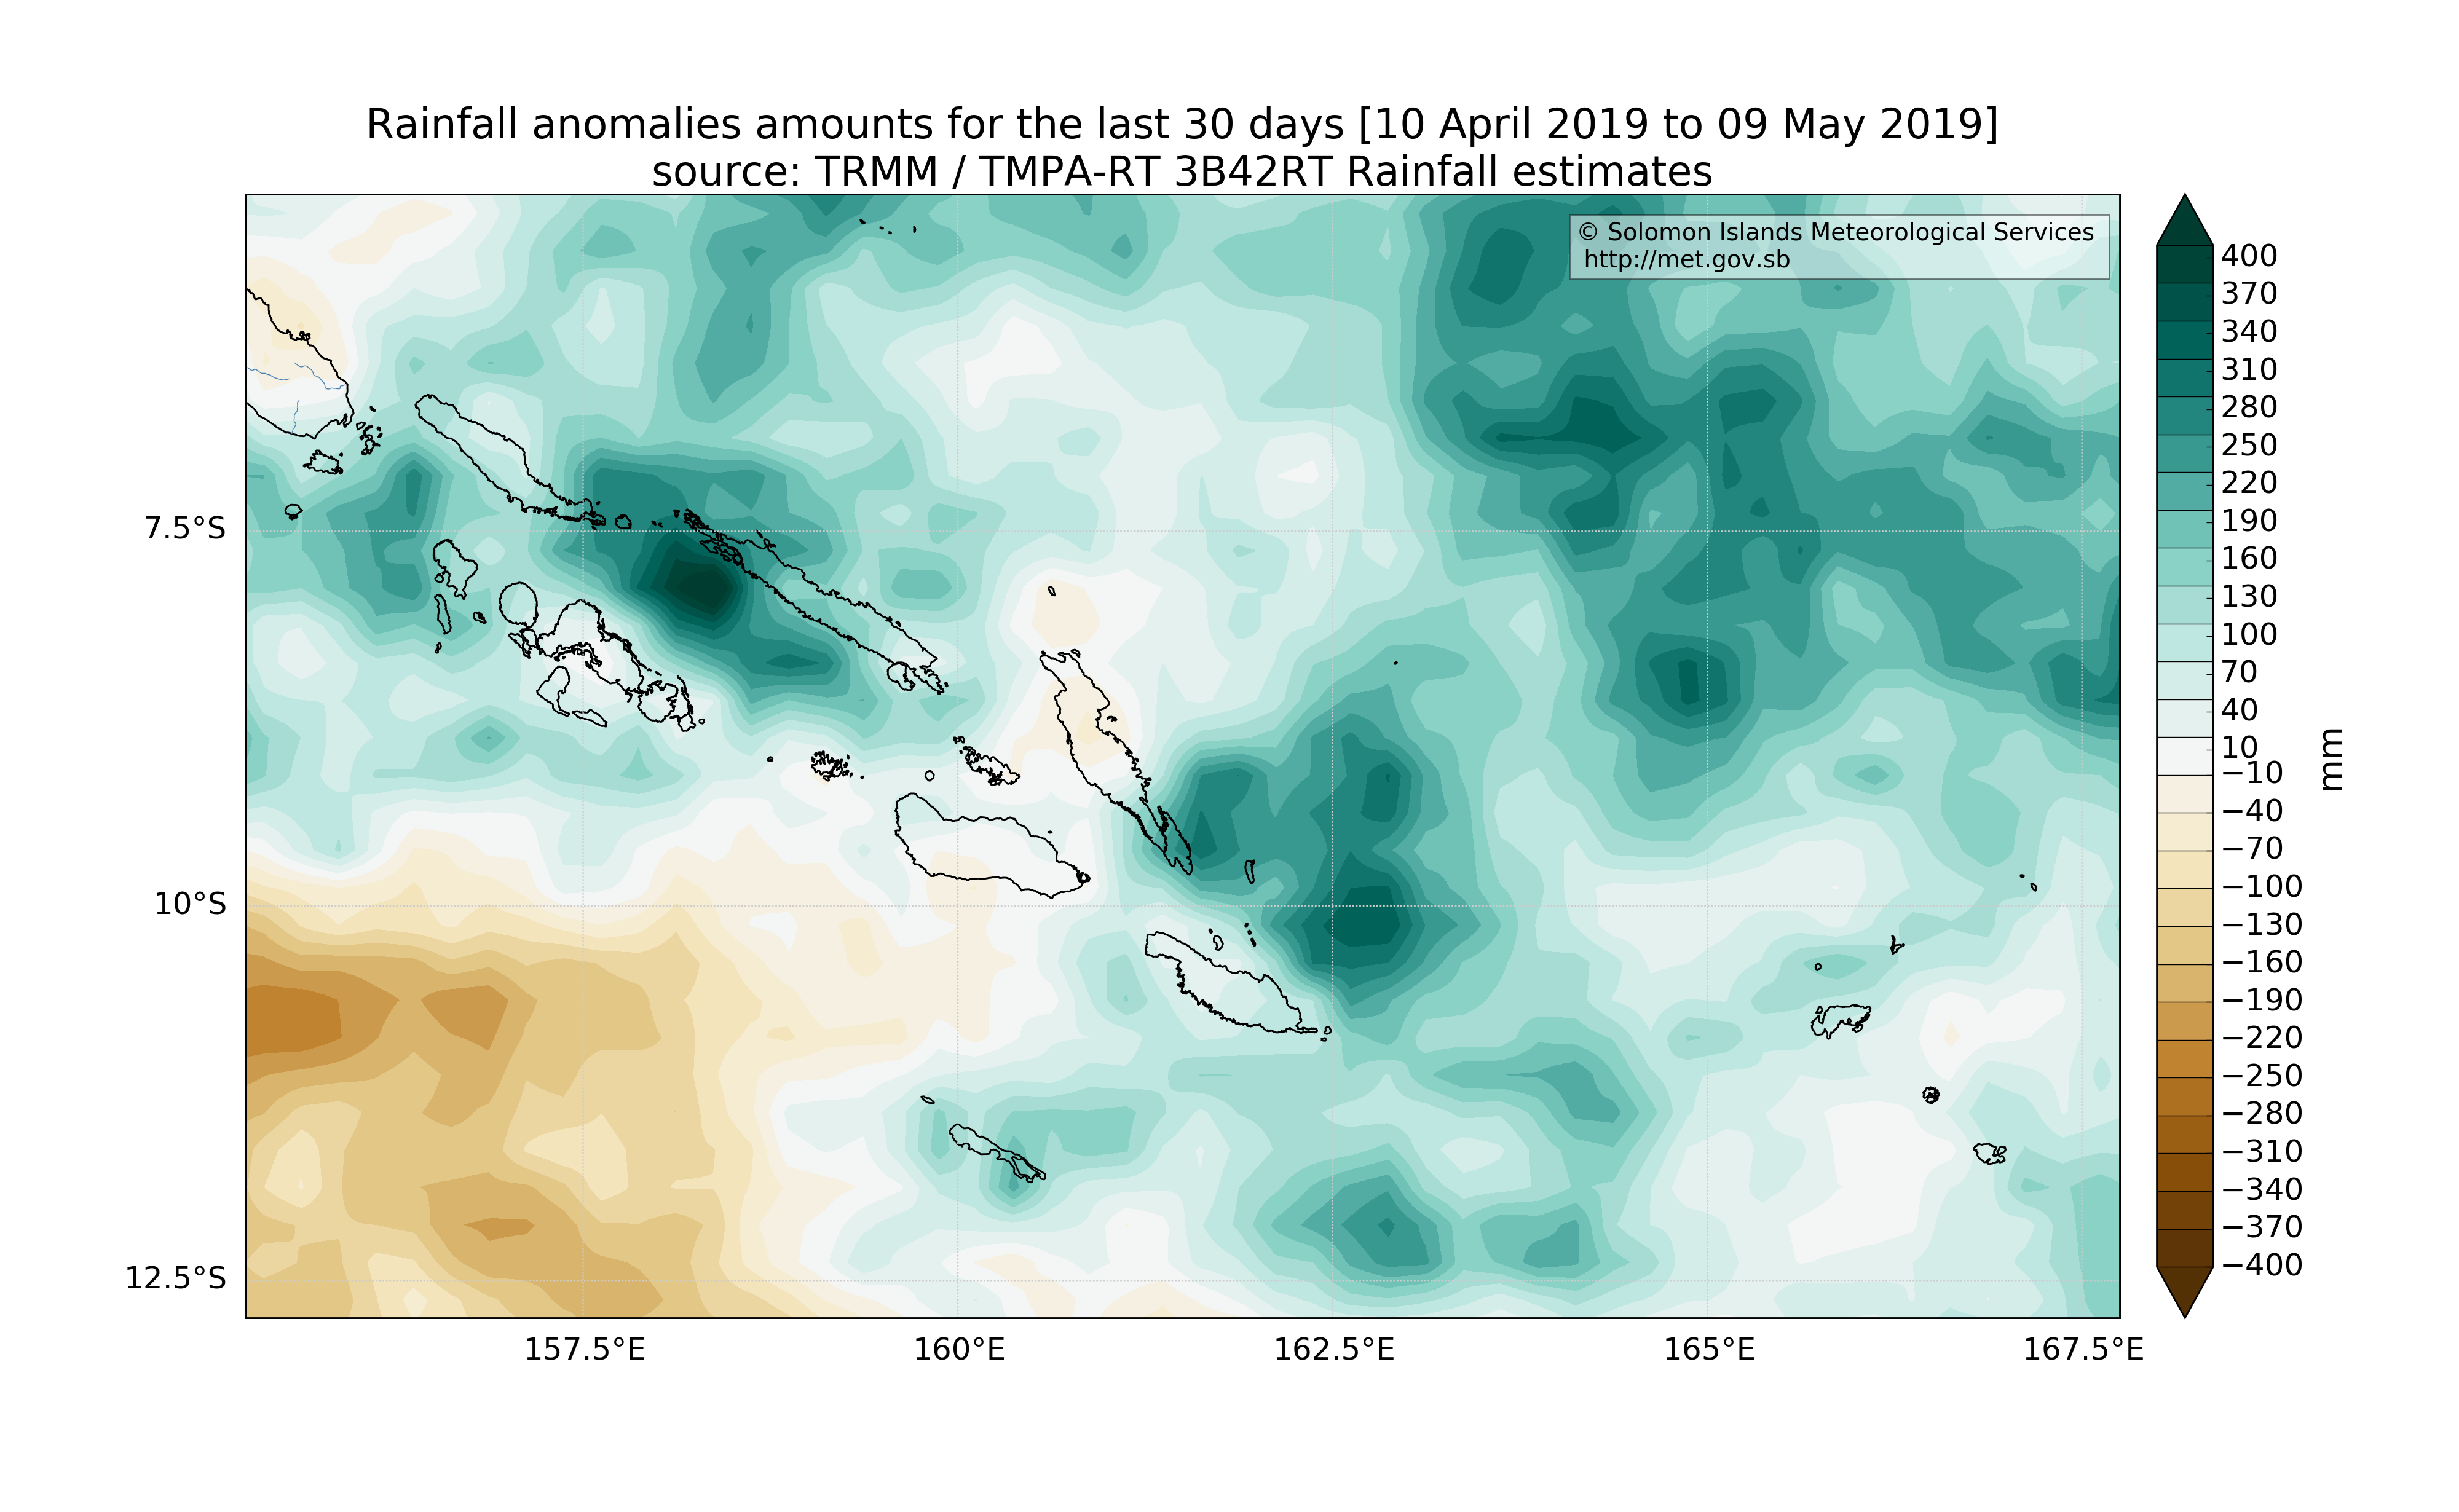 Rainfall anomalies amounts for the last 30 days [10 April 2019 to 09 May 2019]
source: TRMM / TMPA-RT 3B42RT Rainfall estimates
© Solomon Islands Meteorological Services
http://met.gov.sb
7.5°S
10°S
12.5°S
157.5°E
160°E
162.5°E
165°E
167.5°E
400
370
340
310
280
250
220
190
160
130
100
70
40
10
−10
−40
−70
−100
−130
−160
−190
−220
−250
−280
−310
−340
−370
−400
mm